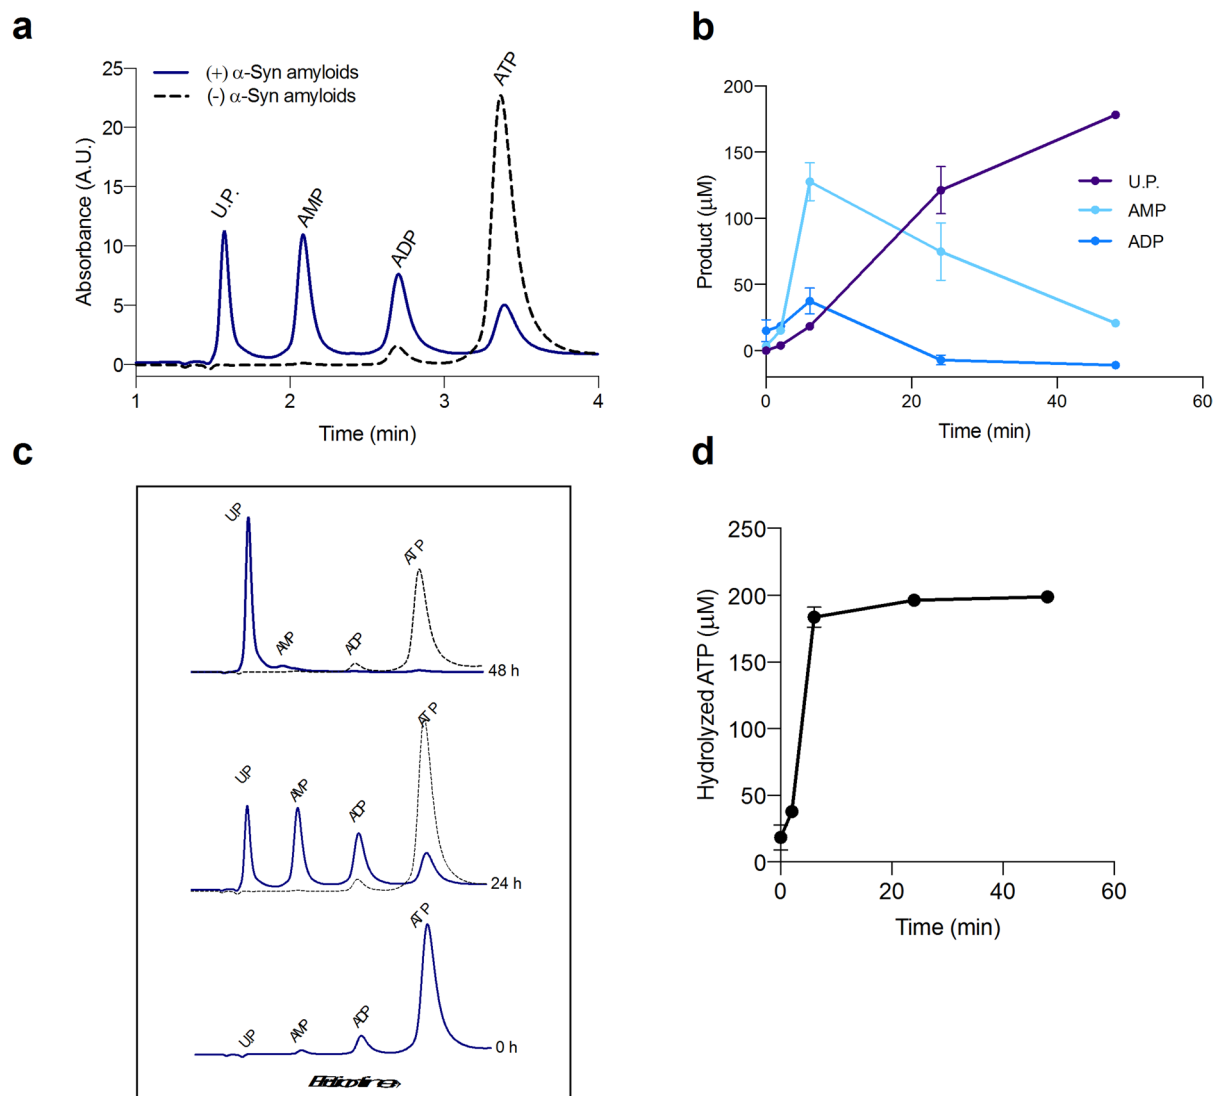 a
25
20
15
10
5
0
Absorbance (A.U.)
(+) α-Syn amyloids
(-) α-Syn amyloids
U.P.
AMP
ADP
ATP
1 2 3 4
Time (min)
b
200
150
100
50
0
Product (μM)
U.P.
AMP
ADP
0 20 40 60
Time (min)
c
U.P
AMP
ADP
ATP
48 h
U.P
AMP
ADP
ATP
24 h
U.P
AMP
ADP
ATP
0 h
d
250
200
150
100
50
0
Hydrolyzed ATP (μM)
0 20 40 60
Time (min)